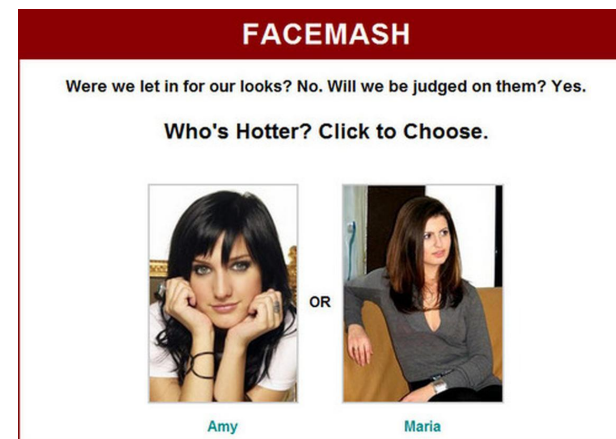 FACEMASH
Were we let in for our looks? No. Will we be judged on them? Yes.
Who's Hotter? Click to Choose.
OR
Amy
Maria